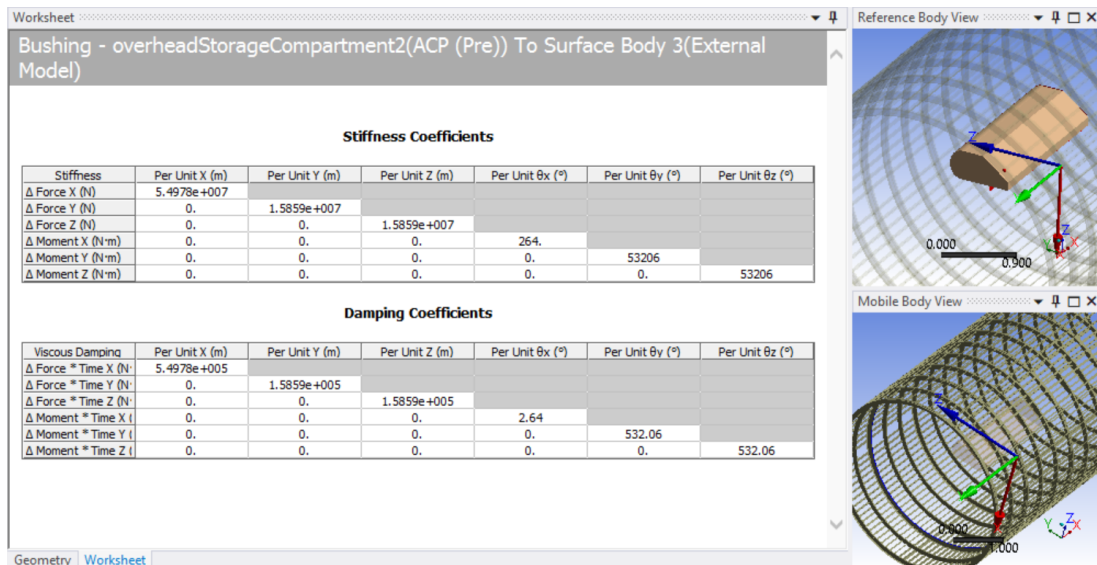 Worksheet
Bushing - overheadStorageCompartment2(ACP (Pre)) To Surface Body 3(External
Model)
Stiffness Coefficients
Stiffness Per Unit X (m) Per Unit Y (m) Per Unit Z (m) Per Unit θx (°) Per Unit θy (°) Per Unit θz (°)
Δ Force X (N) 5.4978e+007
Δ Force Y (N) 0. 1.5859e+007
Δ Force Z (N) 0. 0. 1.5859e+007
Δ Moment X (N·m) 0. 0. 0. 264.
Δ Moment Y (N·m) 0. 0. 0. 0. 53206
Δ Moment Z (N·m) 0. 0. 0. 0. 0. 53206
Damping Coefficients
Viscous Damping Per Unit X (m) Per Unit Y (m) Per Unit Z (m) Per Unit θx (°) Per Unit θy (°) Per Unit θz (°)
Δ Force * Time X (N· 5.4978e+005
Δ Force * Time Y (N· 0. 1.5859e+005
Δ Force * Time Z (N· 0. 0. 1.5859e+005
Δ Moment * Time X ( 0. 0. 0. 2.64
Δ Moment * Time Y ( 0. 0. 0. 0. 532.06
Δ Moment * Time Z ( 0. 0. 0. 0. 0. 532.06
Geometry Worksheet
Reference Body View
Z
Z
Y X
0.000
0.900
Mobile Body View
Z
Z
Y X
0.000
1.000